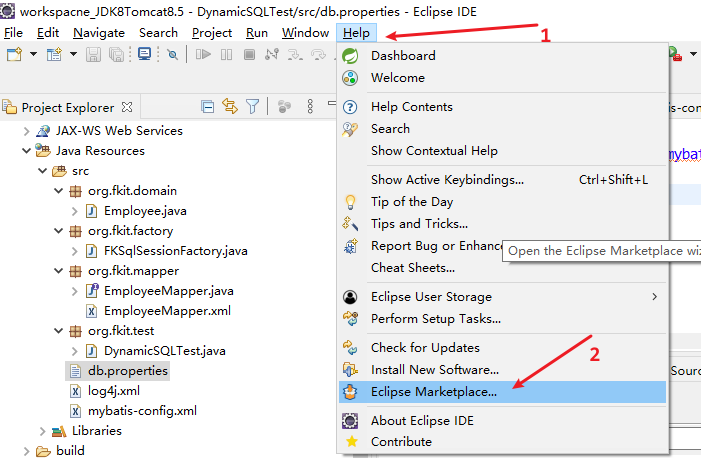 workspacne_JDK8Tomcat8.5 - DynamicSQLTest/src/db.properties - Eclipse IDE
File Edit Navigate Search Project Run Window Help
1
Dashboard
Welcome
Help Contents
Search
Show Contextual Help
Show Active Keybindings... Ctrl+Shift+L
Tip of the Day
Tips and Tricks...
Report Bug or Enhance
Open the Eclipse Marketplace wiz
Cheat Sheets...
Eclipse User Storage
Perform Setup Tasks...
2
Check for Updates
Install New Software...
Eclipse Marketplace...
About Eclipse IDE
Contribute
Project Explorer
JAX-WS Web Services
Java Resources
src
org.fkit.domain
Employee.java
org.fkit.factory
FKSqlSessionFactory.java
org.fkit.mapper
EmployeeMapper.java
EmployeeMapper.xml
org.fkit.test
DynamicSQLTest.java
db.properties
log4j.xml
mybatis-config.xml
Libraries
build
s-con
mybat
Sourc